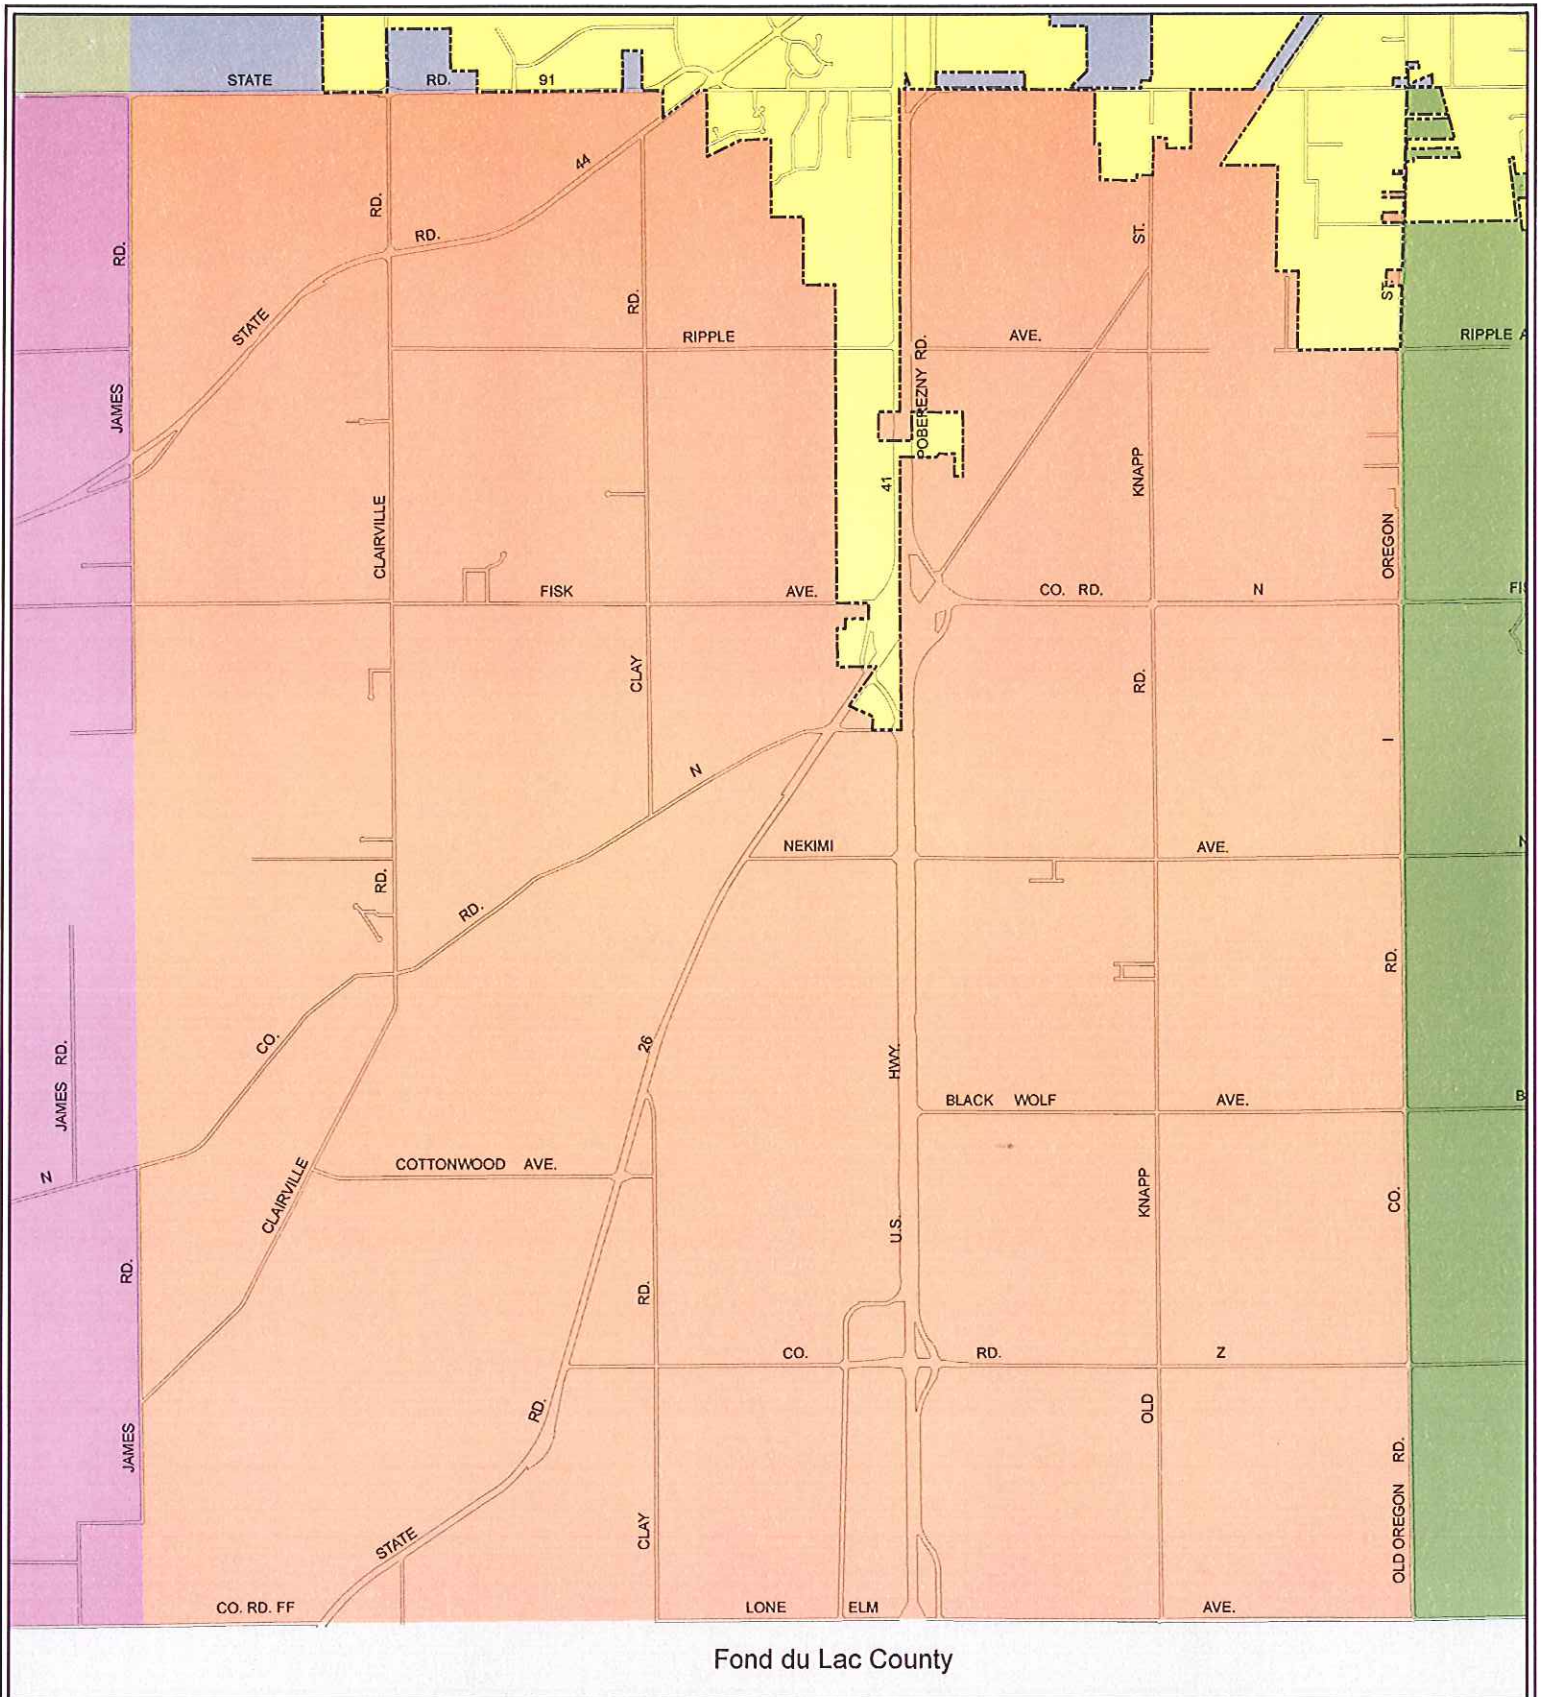 STATE RD. 91
44
RD.
RD.
RD.
ST.
RD.
STATE
RIPPLE
POBEREZNY RD.
AVE.
ST.
RIPPLE A
JAMES
CLAIRVILLE
41
KNAPP
OREGON
FISK AVE.
CO. RD. N
FIS
CLAY
RD.
I
N
NEKIMI
AVE.
N
RD.
RD.
RD.
JAMES RD.
CO.
26
HWY.
BLACK WOLF AVE.
B
N
CLAIRVILLE
COTTONWOOD AVE.
KNAPP
CO.
U.S.
RD.
RD.
CO.
RD.
Z
RD.
OLD
JAMES
STATE
CLAY
OLD OREGON RD.
CO. RD. FF
LONE ELM
AVE.
Fond du Lac County